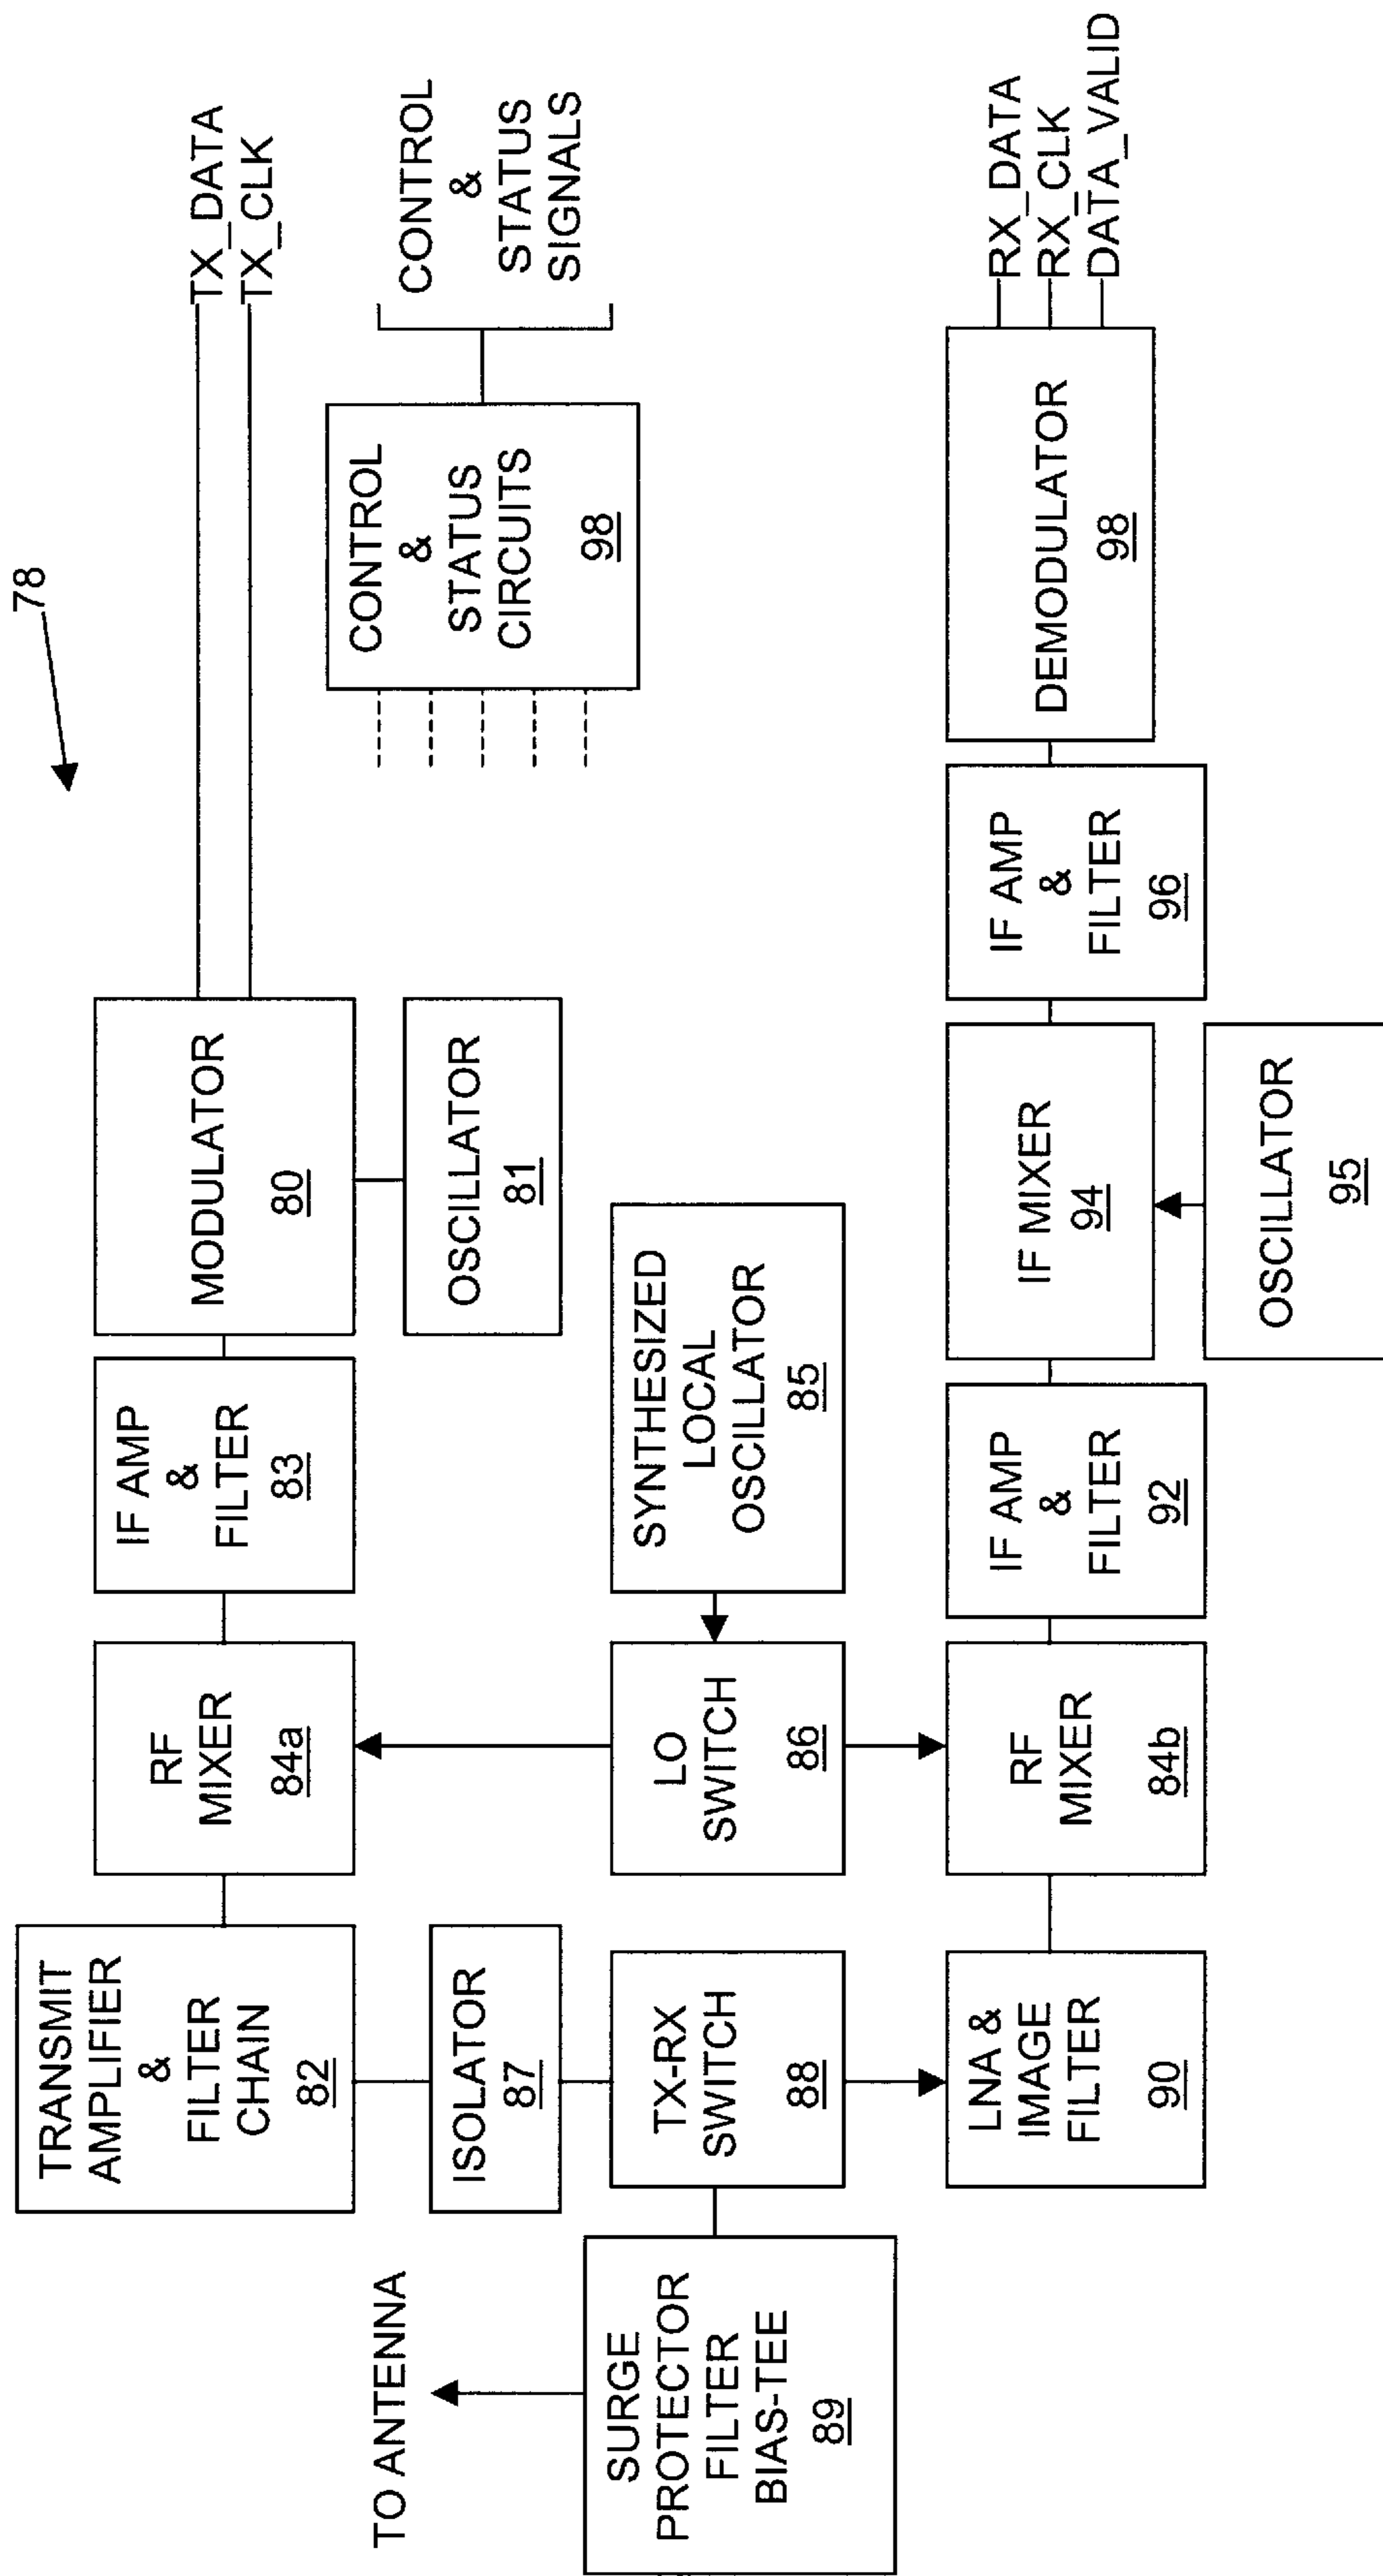 78
TRANSMIT
AMPLIFIER
&
FILTER
CHAIN
82
RF
MIXER
84a
IF AMP
&
FILTER
83
MODULATOR
80
TX_DATA
TX_CLK
ISOLATOR
87
OSCILLATOR
81
CONTROL
&
STATUS
CIRCUITS
98
CONTROL
&
STATUS
SIGNALS
TO ANTENNA
SURGE
PROTECTOR
FILTER
BIAS-TEE
89
TX-RX
SWITCH
88
LO
SWITCH
86
SYNTHESIZED
LOCAL
OSCILLATOR
85
LNA &
IMAGE
FILTER
90
RF
MIXER
84b
IF AMP
&
FILTER
92
IF MIXER
94
IF AMP
&
FILTER
96
DEMODULATOR
98
RX_DATA
RX_CLK
DATA_VALID
OSCILLATOR
95